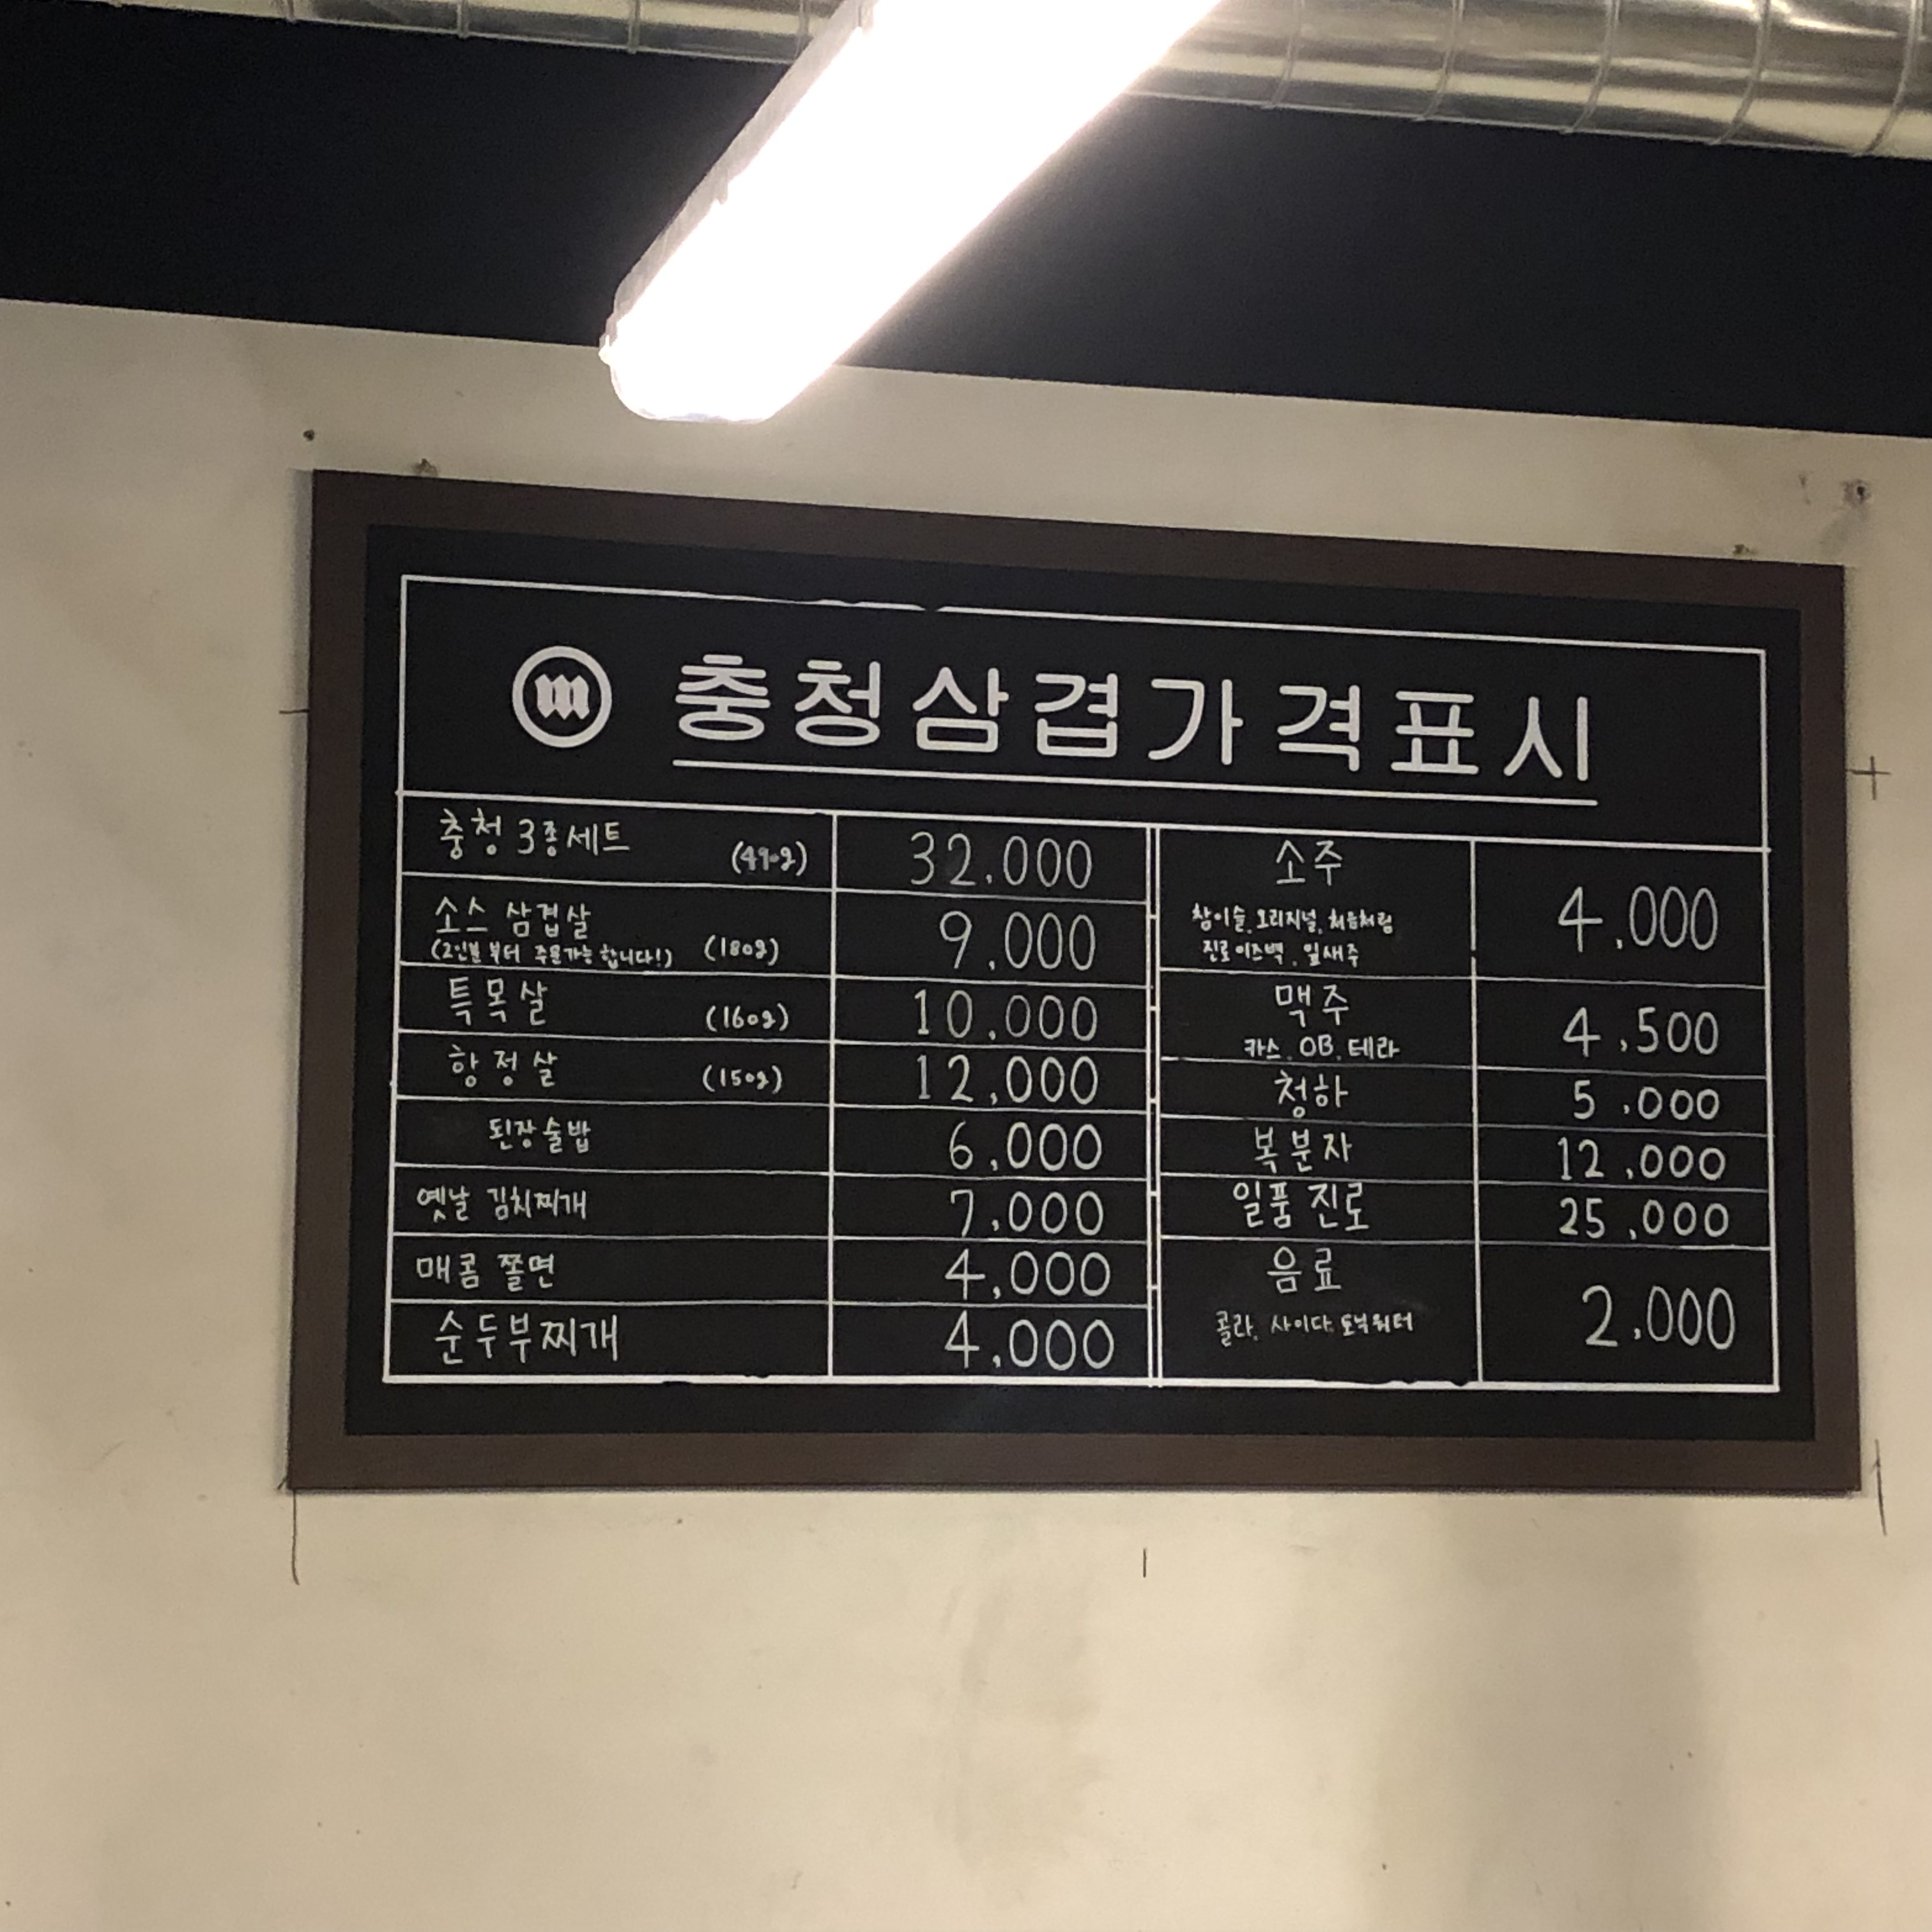 충청삼겹가격표시
충청 3종세트 (490g) 32.000
소스 삼겹살 9.000
(2인분 부터 주문가능 합니다!) (180g)
특목살 (160g) 10.000
항정살 (150g) 12,000
된장술밥 6,000
옛날 김치찌개 7,000
매콤 쫄면 4,000
순두부찌개 4,000
소주 4,000
참이슬, 오리지널, 처음처럼
진로이즈백, 잎새주
맥주 4,500
카스, OB, 테라
청하 5,000
복분자 12,000
일품 진로 25,000
음료 2,000
콜라, 사이다, 토닉워터